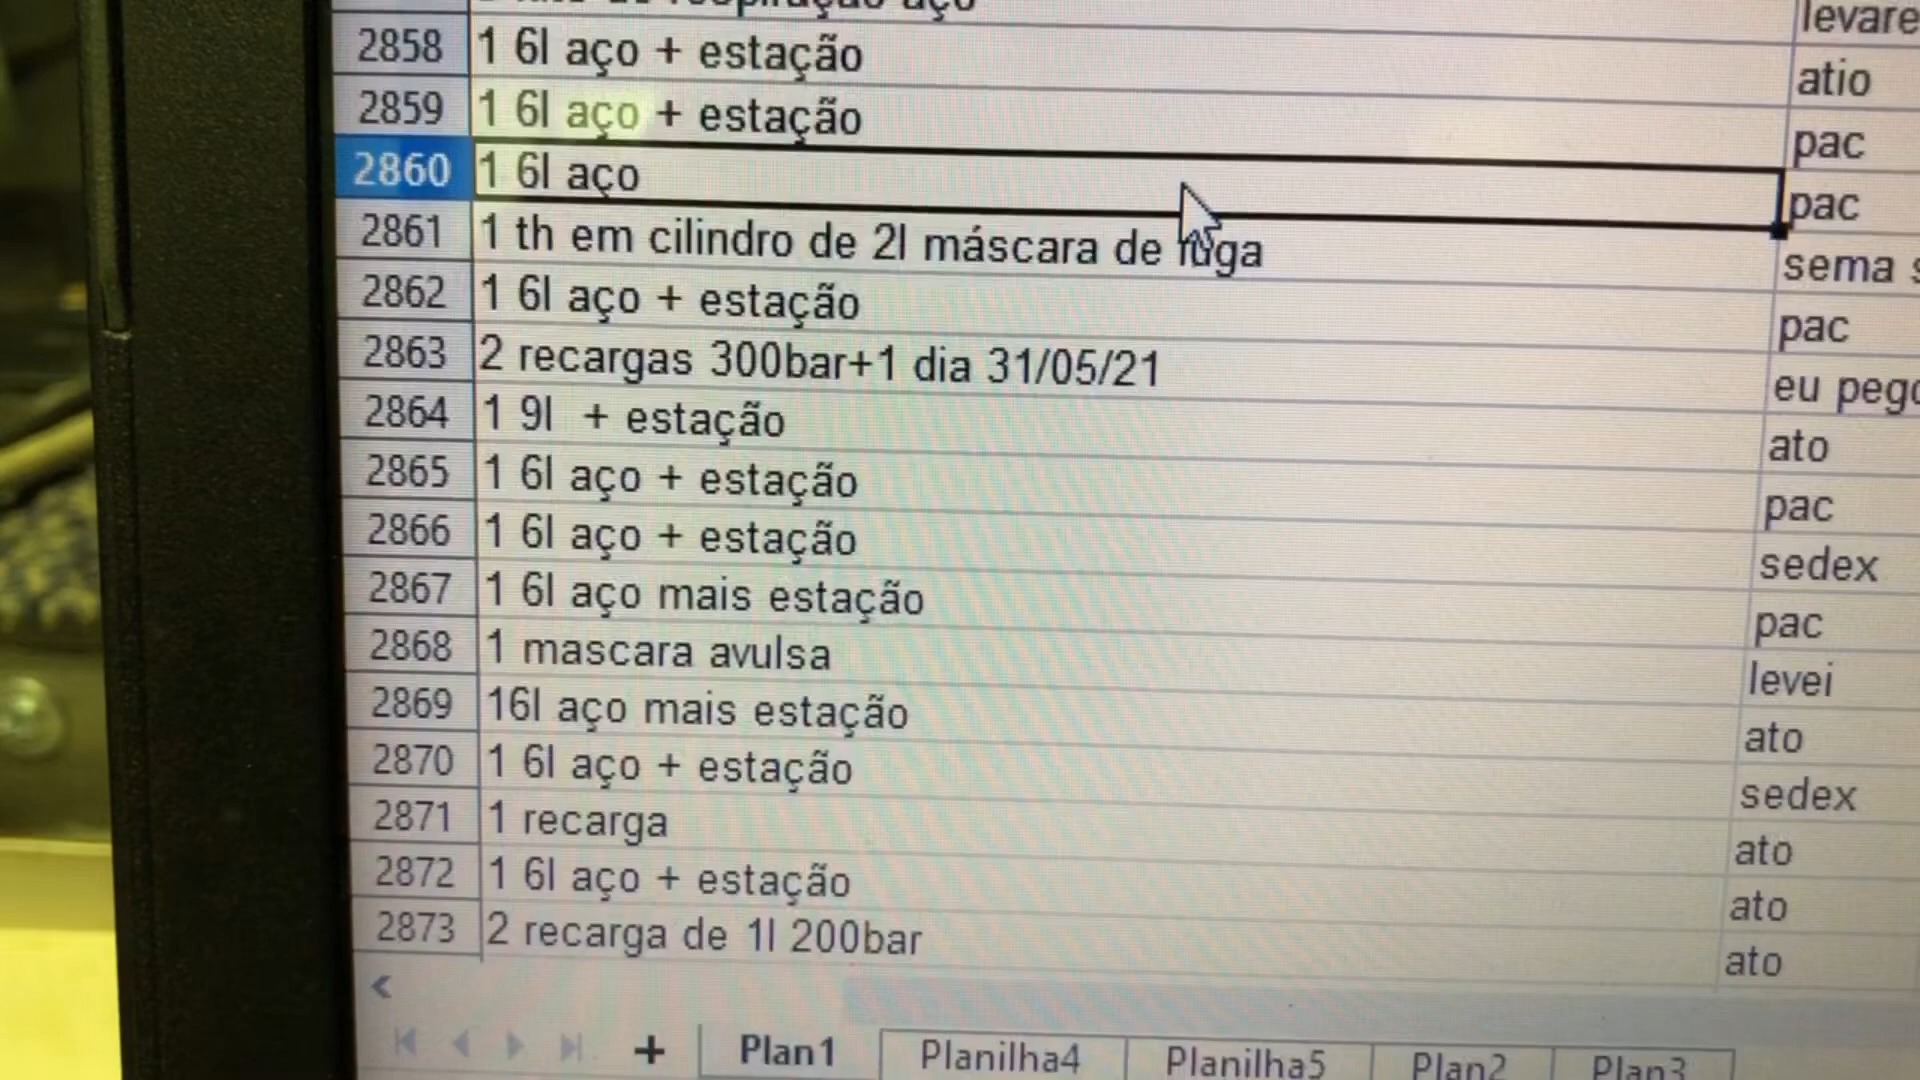 levare
2858 1 6l aço + estação atio
2859 1 6l aço + estação pac
2860 1 6l aço pac
2861 1 th em cilindro de 2l máscara de fuga sema s
2862 1 6l aço + estação pac
2863 2 recargas 300bar+1 dia 31/05/21 eu pego
2864 1 9l + estação ato
2865 1 6l aço + estação pac
2866 1 6l aço + estação sedex
2867 1 6l aço mais estação pac
2868 1 mascara avulsa levei
2869 16l aço mais estação ato
2870 1 6l aço + estação sedex
2871 1 recarga ato
2872 1 6l aço + estação ato
2873 2 recarga de 1l 200bar ato
+ Plan1 Planilha4 Planilha5 Plan2 Plan3